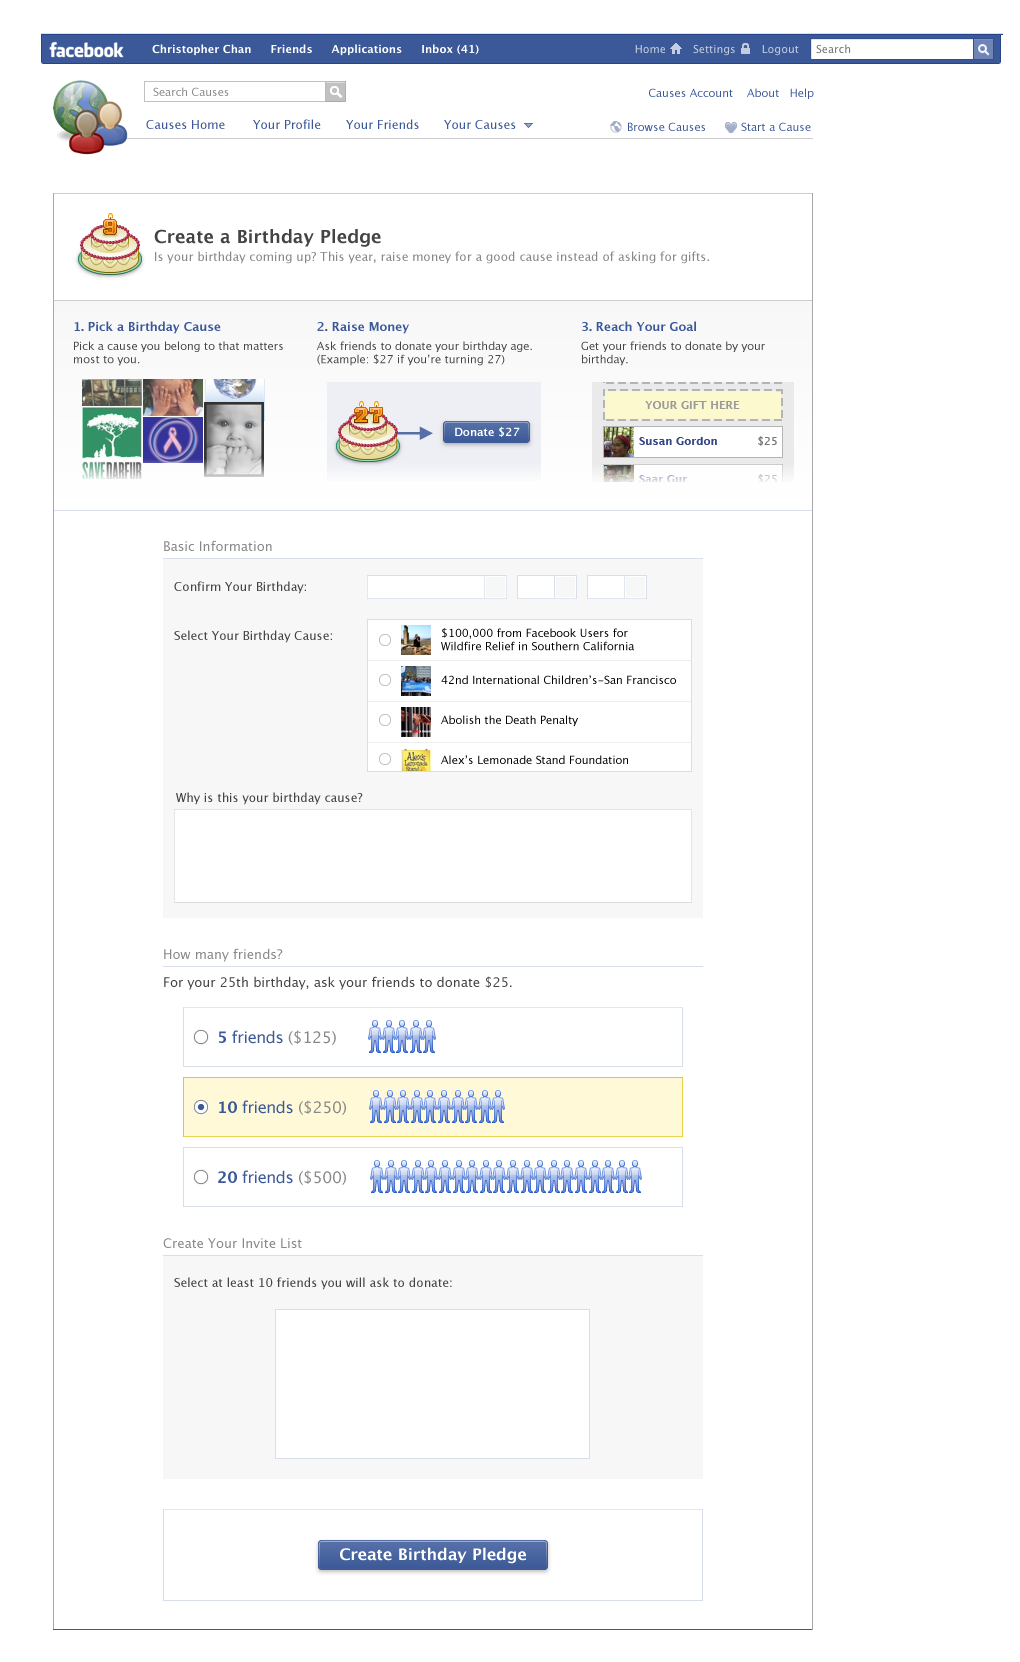 facebook Christopher Chan Friends Applications Inbox (41) Home Settings Logout Search
Search Causes
Causes Account About Help
Causes Home Your Profile Your Friends Your Causes
Browse Causes Start a Cause
9
Create a Birthday Pledge
Is your birthday coming up? This year, raise money for a good cause instead of asking for gifts.
1. Pick a Birthday Cause
Pick a cause you belong to that matters
most to you.
SAVEDARFUR
2. Raise Money
Ask friends to donate your birthday age.
(Example: $27 if you're turning 27)
27
Donate $27
3. Reach Your Goal
Get your friends to donate by your
birthday.
YOUR GIFT HERE
Susan Gordon $25
Saar Gur $25
Basic Information
Confirm Your Birthday:
Select Your Birthday Cause:
$100,000 from Facebook Users for
Wildfire Relief in Southern California
42nd International Children's-San Francisco
Abolish the Death Penalty
Alex's
Lemonade
Stand
Alex's Lemonade Stand Foundation
Why is this your birthday cause?
How many friends?
For your 25th birthday, ask your friends to donate $25.
5 friends ($125)
10 friends ($250)
20 friends ($500)
Create Your Invite List
Select at least 10 friends you will ask to donate:
Create Birthday Pledge